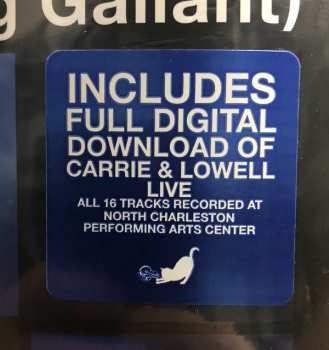 g Gallant)
INCLUDES
FULL DIGITAL
DOWNLOAD OF
CARRIE & LOWELL
LIVE
ALL 16 TRACKS RECORDED AT
NORTH CHARLESTON
PERFORMING ARTS CENTER